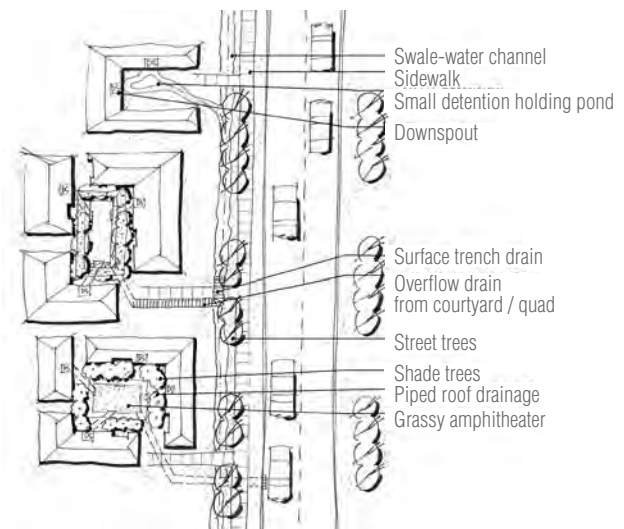 Swale-water channel
Sidewalk
Small detention holding pond
Downspout
Surface trench drain
Overflow drain
from courtyard / quad
Street trees
Shade trees
Piped roof drainage
Grassy amphitheater